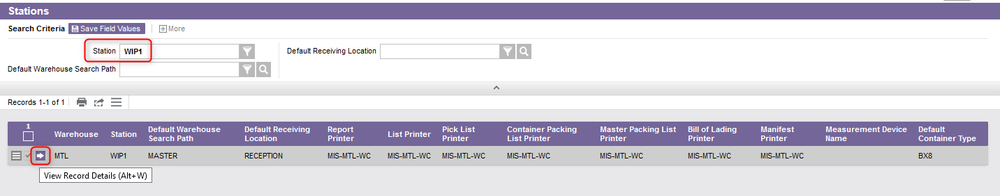 Stations
Search Criteria Save Field Values More
Station WIP1 Default Receiving Location
Default Warehouse Search Path
Records 1-1 of 1
1
Warehouse Station Default Warehouse Search Path Default Receiving Location Report Printer List Printer Pick List Printer Container Packing List Printer Master Packing List Printer Bill of Lading Printer Manifest Printer Measurement Device Name Default Container Type
MTL WIP1 MASTER RECEPTION MIS-MTL-WC MIS-MTL-WC MIS-MTL-WC MIS-MTL-WC MIS-MTL-WC MIS-MTL-WC MIS-MTL-WC BX8
View Record Details (Alt+W)